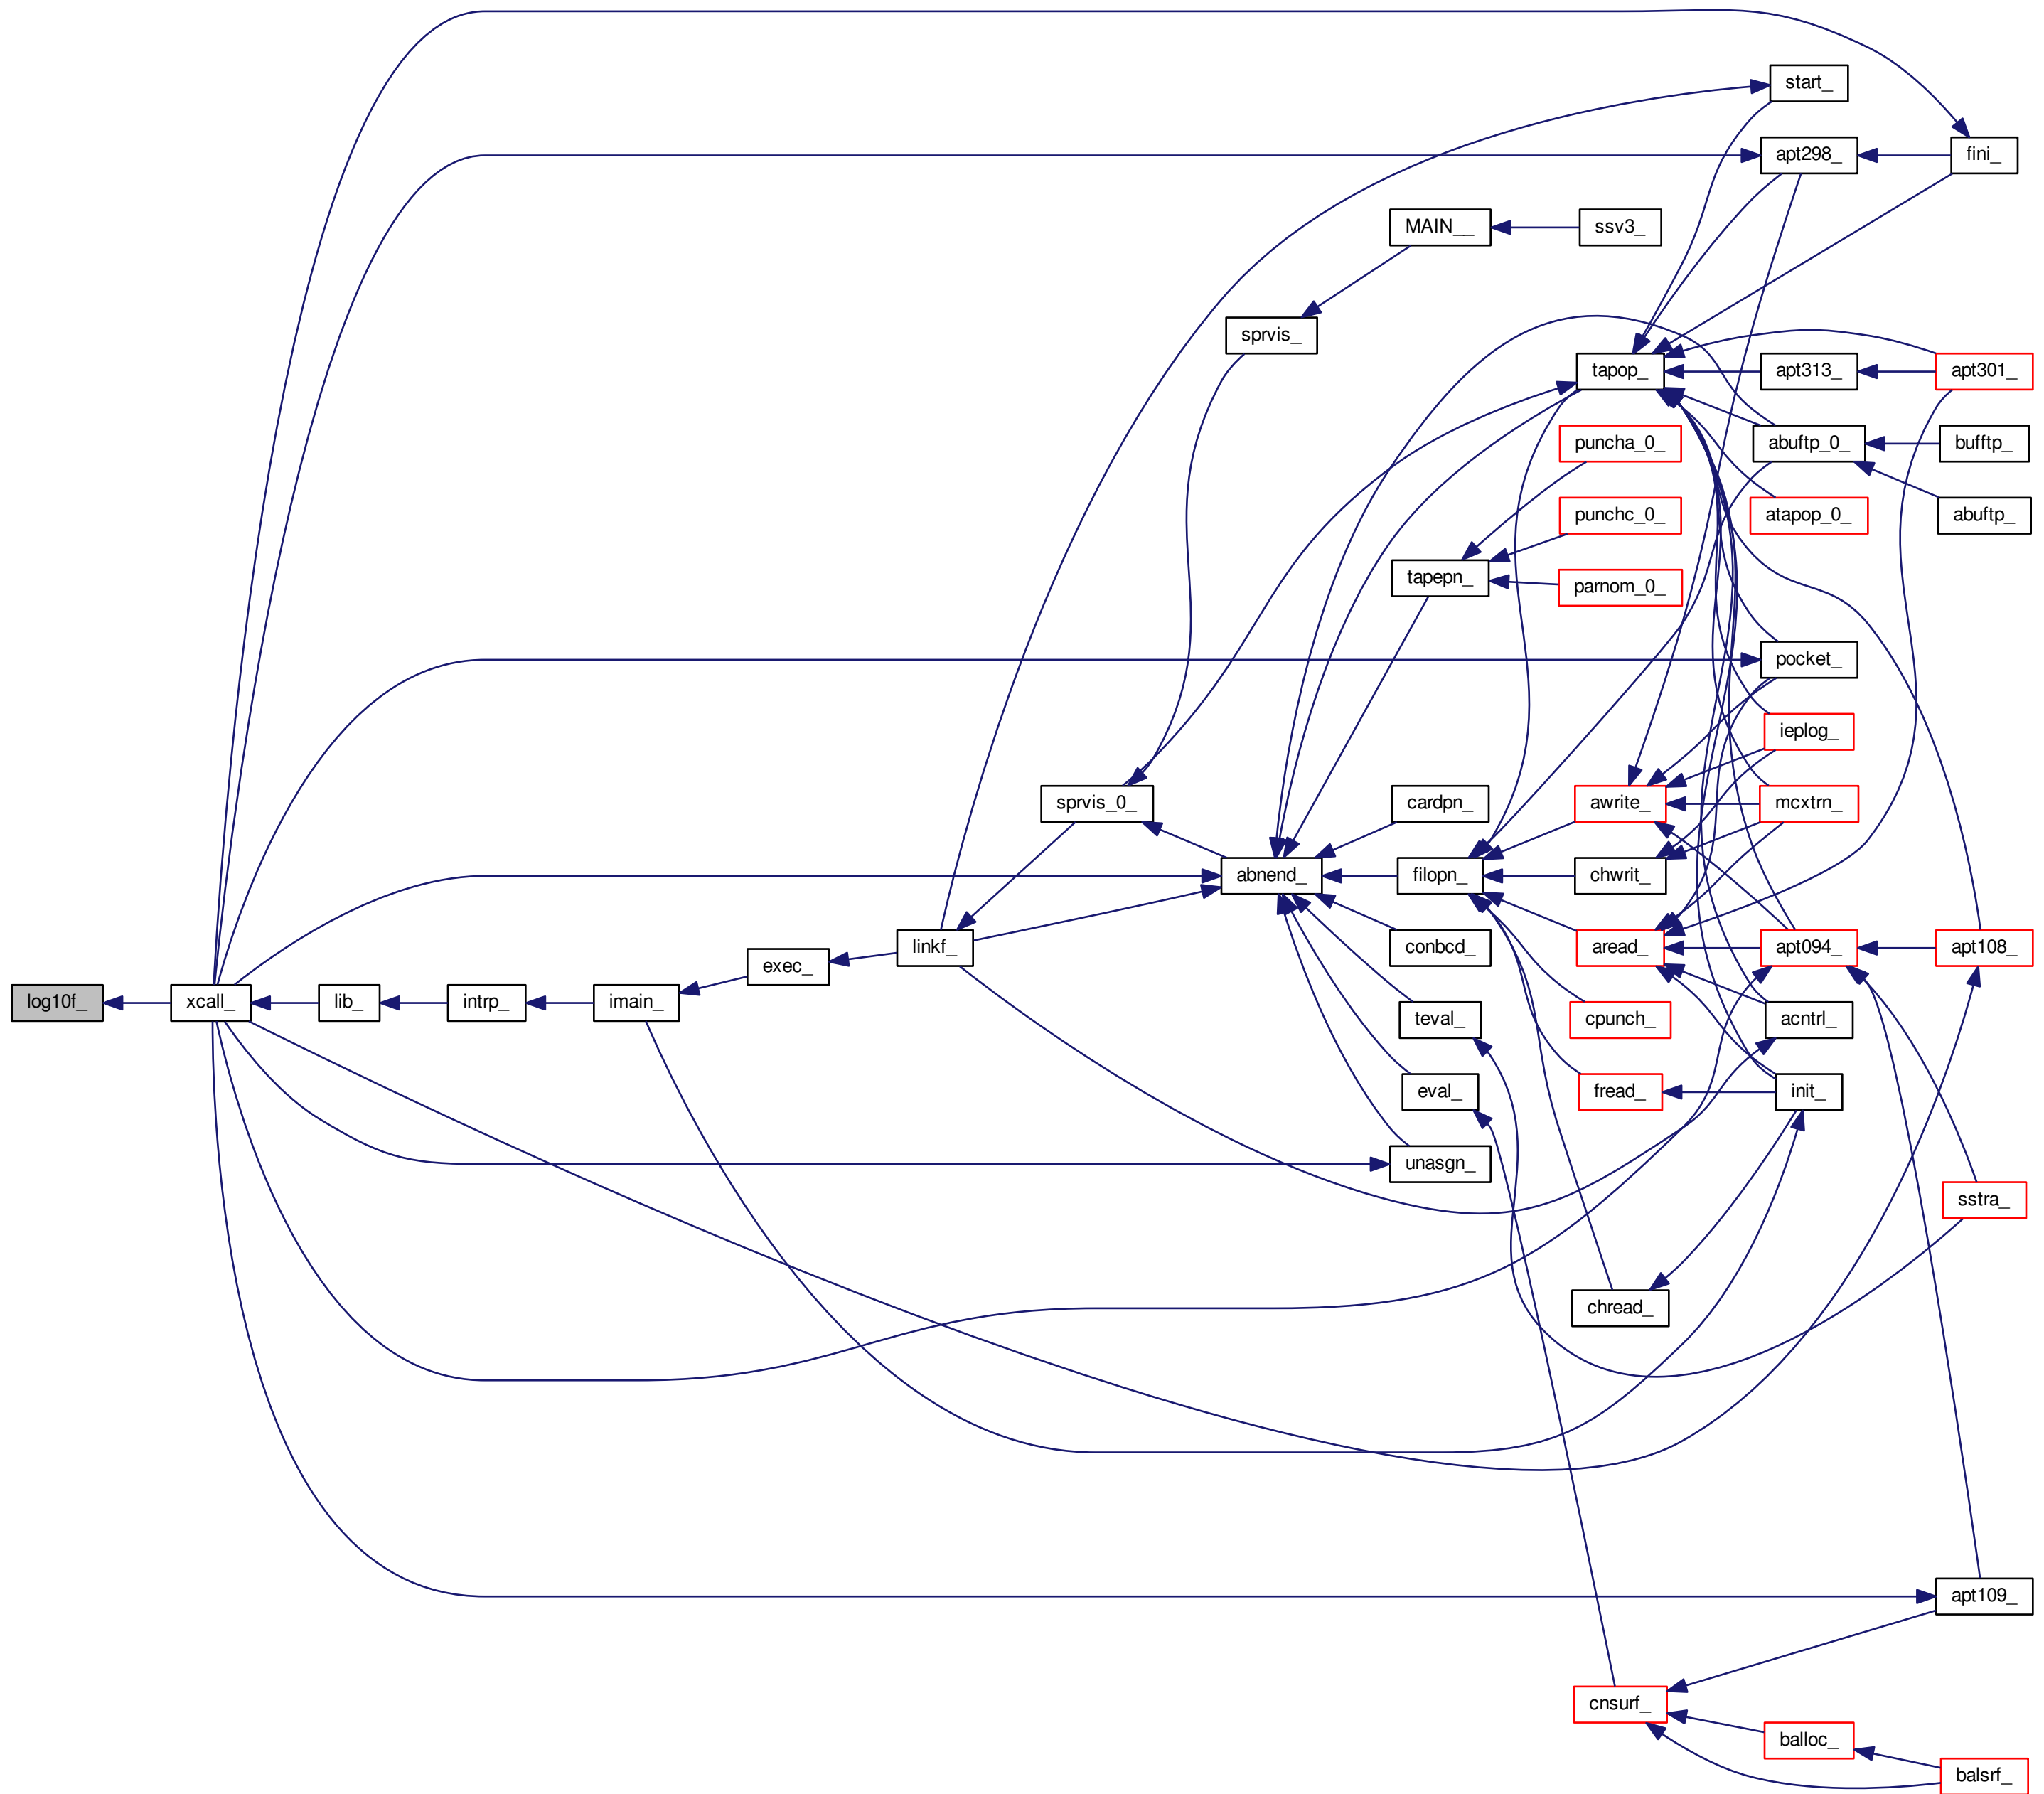 start_
apt298_
fini_
MAIN__
ssv3_
sprvis_
tapop_
apt313_
apt301_
puncha_0_
abuftp_0_
bufftp_
punchc_0_
atapop_0_
abuftp_
tapepn_
parnom_0_
pocket_
ieplog_
sprvis_0_
cardpn_
awrite_
mcxtrn_
abnend_
filopn_
chwrit_
linkf_
conbcd_
aread_
apt094_
apt108_
exec_
log10f_
xcall_
lib_
intrp_
imain_
teval_
cpunch_
acntrl_
eval_
fread_
init_
unasgn_
sstra_
chread_
apt109_
cnsurf_
balloc_
balsrf_